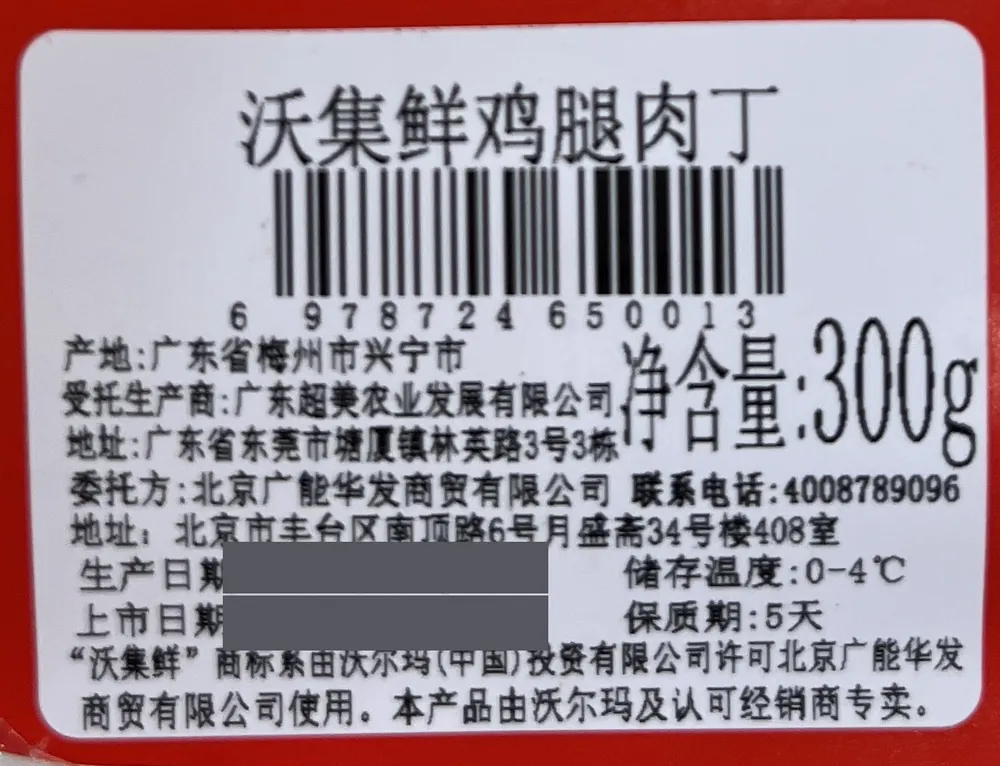 沃集鲜鸡腿肉丁
6 978724 650013
产地:广东省梅州市兴宁市
受托生产商:广东超美农业发展有限公司
净含量:300g
地址:广东省东莞市塘厦镇林英路3号3栋
委托方:北京广能华发商贸有限公司 联系电话:4008789096
地址: 北京市丰台区南顶路6号月盛斋34号楼408室
生产日期
储存温度:0-4℃
上市日期
保质期:5天
“沃集鲜”商标系由沃尔玛(中国)投资有限公司许可北京广能华发
商贸有限公司使用。本产品由沃尔玛及认可经销商专卖。